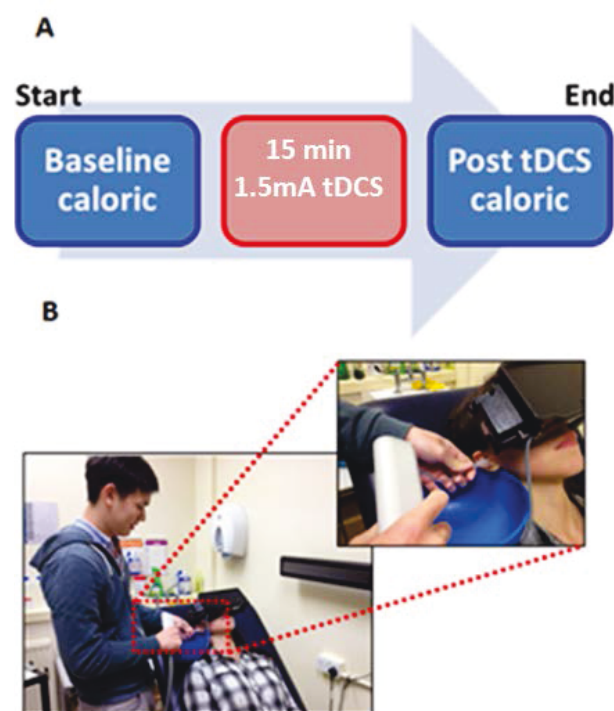 A
Start
End
Baseline
caloric
15 min
1.5mA tDCS
Post tDCS
caloric
B